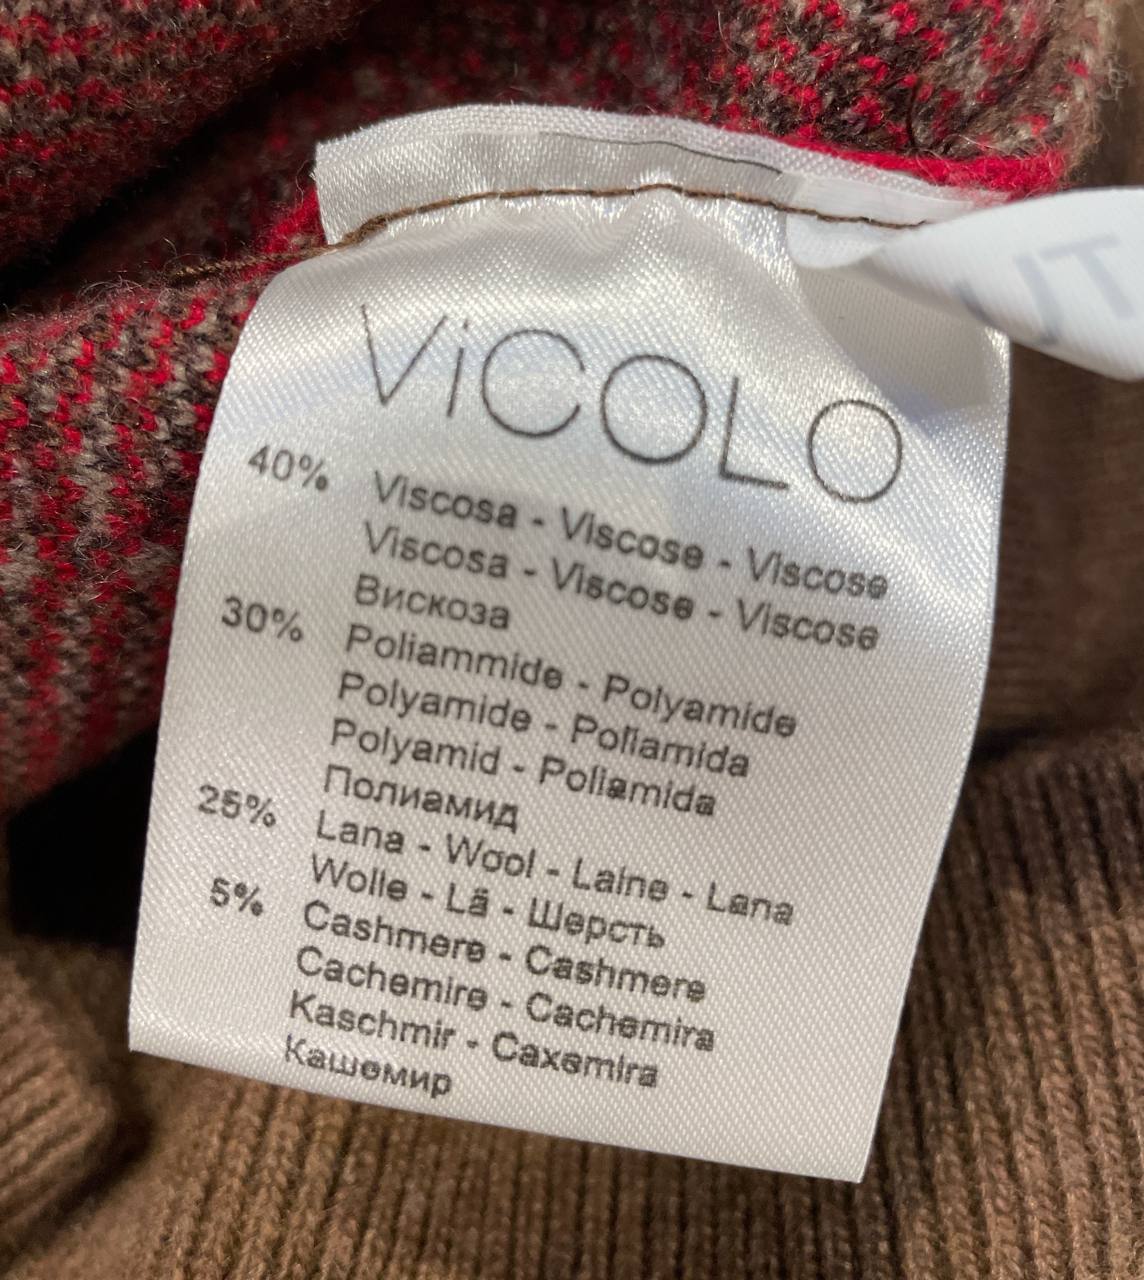 ViCOLO
40% Viscosa - Viscose - Viscose
Viscosa - Viscose - Viscose
Вискоза
30% Poliammide - Polyamide
Polyamide - Poliamida
Polyamid - Poliamida
Полиамид
25% Lana - Wool - Laine - Lana
Wolle - Lã - Шерсть
5% Cashmere - Cashmere
Cachemire - Cachemira
Kaschmir - Caxemira
Кашемир